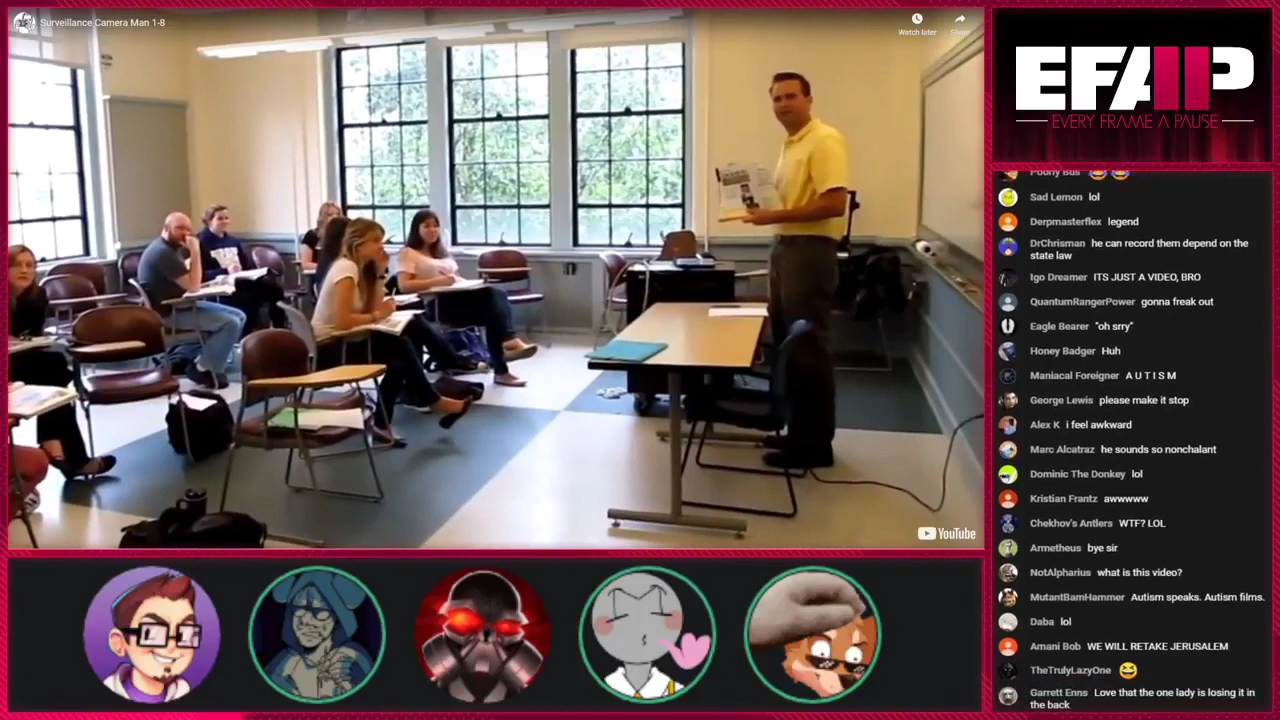 Surveillance Camera Man 1-8
Watch later
Share
YouTube
EFAP
EVERY FRAME A PAUSE
Poorly Bus
Sad Lemon lol
Derpmasterflex legend
DrChrisman he can record them depend on the
state law
Igo Dreamer ITS JUST A VIDEO, BRO
QuantumRangerPower gonna freak out
Eagle Bearer "oh srry"
Honey Badger Huh
Maniacal Foreigner A U T I S M
George Lewis please make it stop
Alex K i feel awkward
Marc Alcatraz he sounds so nonchalant
Dominic The Donkey lol
Kristian Frantz awwwww
Chekhov's Antlers WTF? LOL
Armetheus bye sir
NotAlpharius what is this video?
MutantBamHammer Autism speaks. Autism films.
Daba lol
Amani Bob WE WILL RETAKE JERUSALEM
TheTrulyLazyOne
Garrett Enns Love that the one lady is losing it in
the back